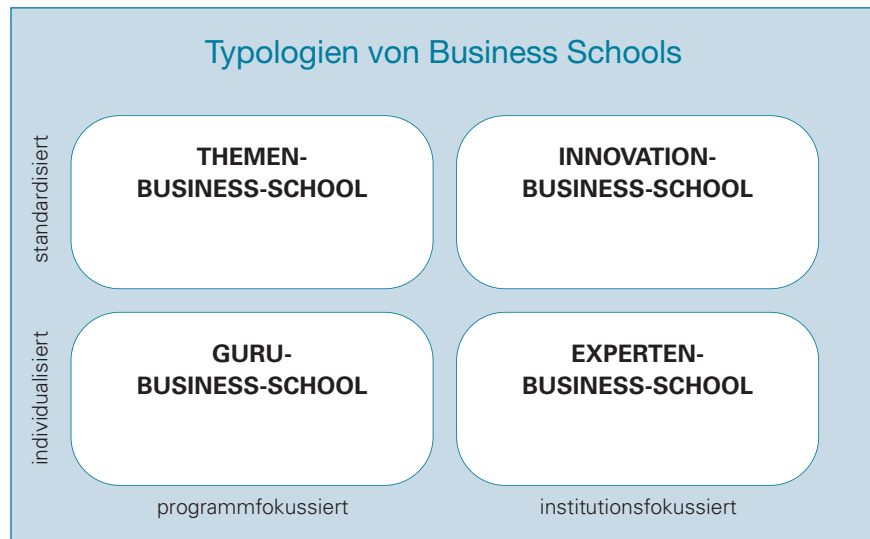 Typologien von Business Schools
standardisiert
THEMEN-
BUSINESS-SCHOOL
INNOVATION-
BUSINESS-SCHOOL
individualisiert
GURU-
BUSINESS-SCHOOL
EXPERTEN-
BUSINESS-SCHOOL
programmfokussiert
institutionsfokussiert